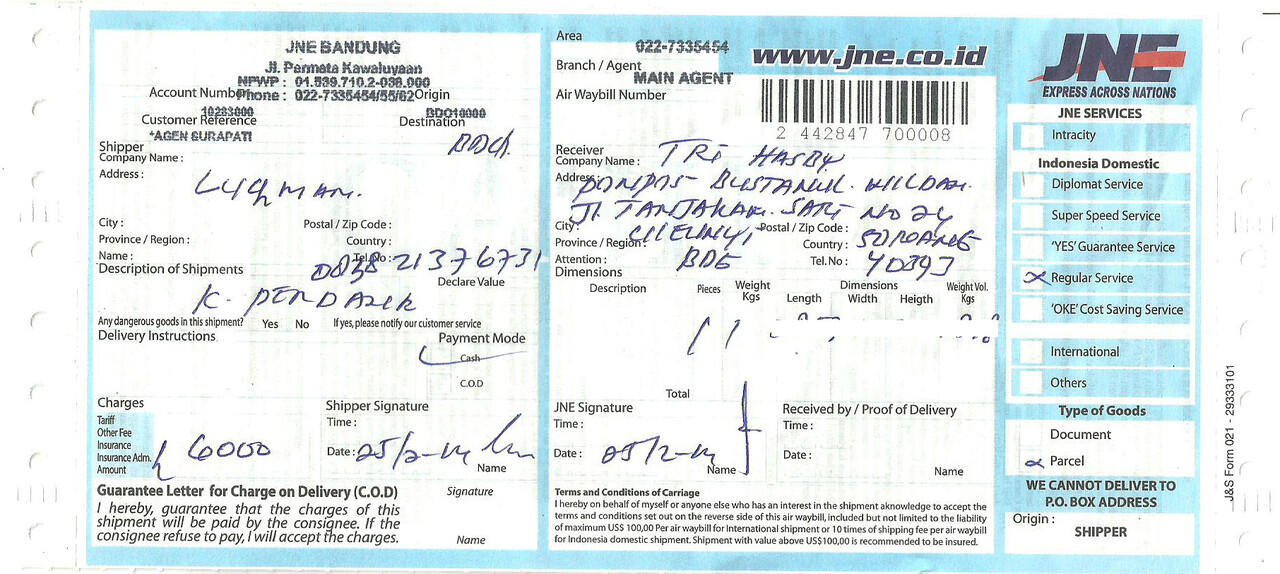 JNE BANDUNG
Jl. Permata Kawaluyaan
NPWP : 01.539.710.2-036.000
Account Number
Phone : 022-7335454/55/62
Origin
10283000
BDO10000
Customer Reference
Destination
*AGEN SURAPATI
BDO
Shipper
Company Name :
Address :
LUQMAN.
City :
Postal / Zip Code :
Province / Region :
Country :
Name :
Tel.No :
0838 21376731
Description of Shipments
Declare Value
K. PENDAREK
Any dangerous goods in this shipment? Yes No If yes, please notify our customer service
Delivery Instructions
Payment Mode
Cash
C.O.D
Charges
Tariff
Other Fee
Insurance
Insurance Adm.
Amount
6000
Shipper Signature
Time :
Date : 25/2-14
Name
Guarantee Letter for Charge on Delivery (C.O.D)
I hereby, guarantee that the charges of this
shipment will be paid by the consignee. If the
consignee refuse to pay, I will accept the charges.
Signature
Name
Area
022-7335454
Branch / Agent
MAIN AGENT
Air Waybill Number
www.jne.co.id
2 442847 700008
Receiver
Company Name : TRI HASBY
Address : PONPES BUSTANUL WILDAN
Jl. TANJAKAN SARI NO 24
City :
CILEUNYI
Postal / Zip Code :
Province / Region :
Country : SOROANG
Attention : BDG
Tel. No : 40393
Dimensions
Description
Pieces
Weight
Kgs
Dimensions
Length Width Heigth
Weight Vol.
Kgs
1 1
Total
JNE Signature
Time :
Date : 25/2-14
Name
Received by / Proof of Delivery
Time :
Date :
Name
Terms and Conditions of Carriage
I hereby on behalf of myself or anyone else who has an interest in the shipment aknowledge to accept the
terms and conditions set out on the reverse side of this air waybill, included but not limited to the liability
of maximum US$ 100,00 Per air waybill for International shipment or 10 times of shipping fee per air waybill
for Indonesia domestic shipment. Shipment with value above US$100,00 is recommended to be insured.
JNE
EXPRESS ACROSS NATIONS
JNE SERVICES
Intracity
Indonesia Domestic
Diplomat Service
Super Speed Service
'YES' Guarantee Service
Regular Service
'OKE' Cost Saving Service
International
Others
Type of Goods
Document
Parcel
WE CANNOT DELIVER TO
P.O. BOX ADDRESS
Origin :
SHIPPER
J&S Form 021 - 29333101